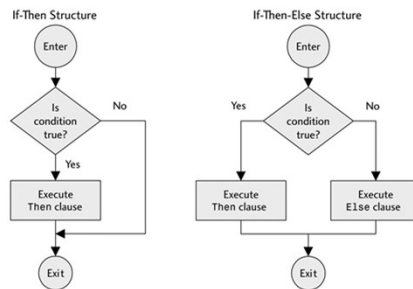 If-Then Structure
Enter
Is
condition
true?
No
Yes
Execute
Then clause
Exit
If-Then-Else Structure
Enter
Yes
Is
condition
true?
No
Execute
Then clause
Execute
Else clause
Exit